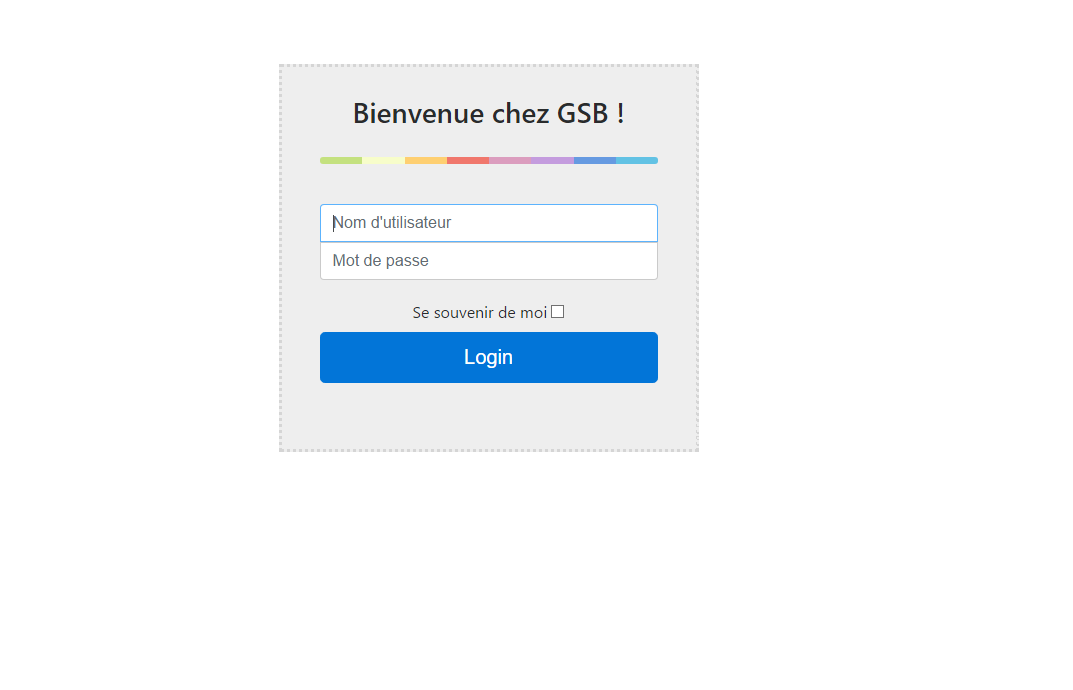 Bienvenue chez GSB !
Nom d'utilisateur
Mot de passe
Se souvenir de moi
Login